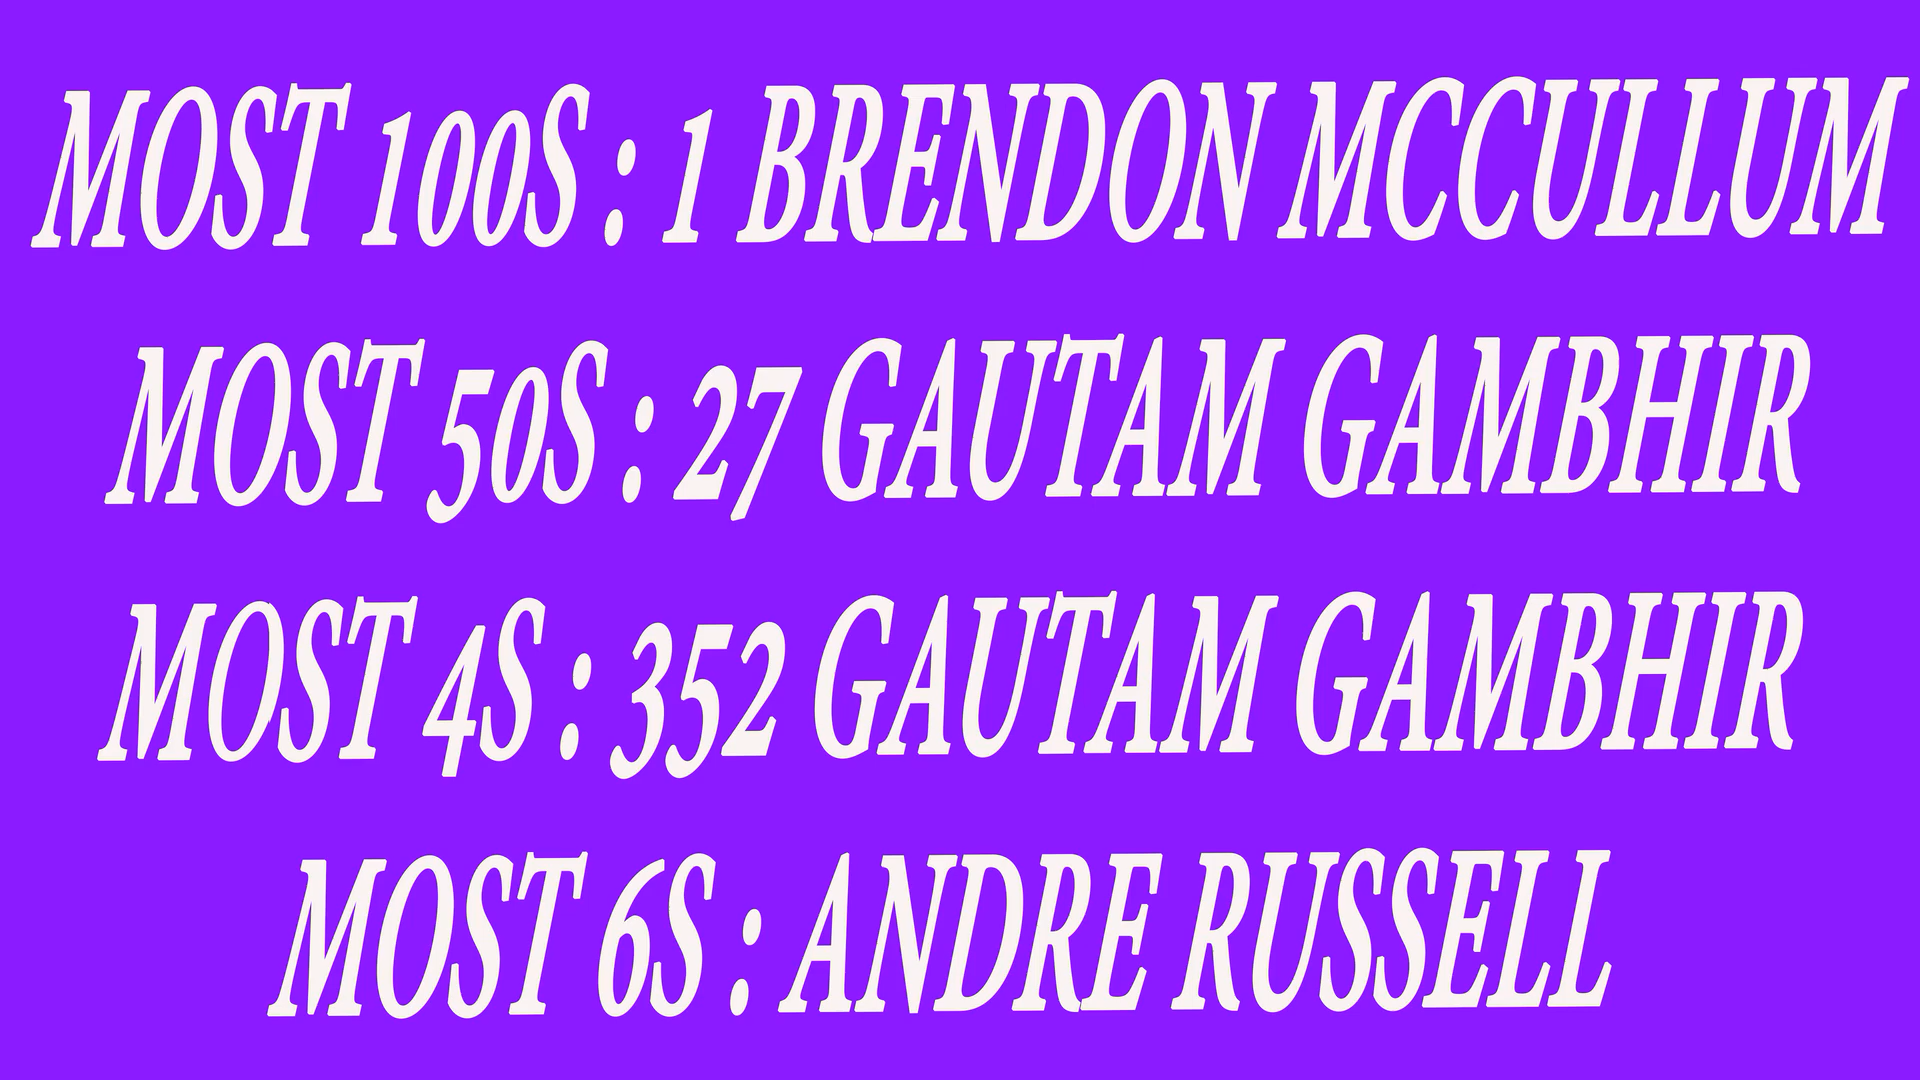 MOST 100S : 1 BRENDON MCCULLUM
MOST 50S : 27 GAUTAM GAMBHIR
MOST 4S : 352 GAUTAM GAMBHIR
MOST 6S : ANDRE RUSSELL